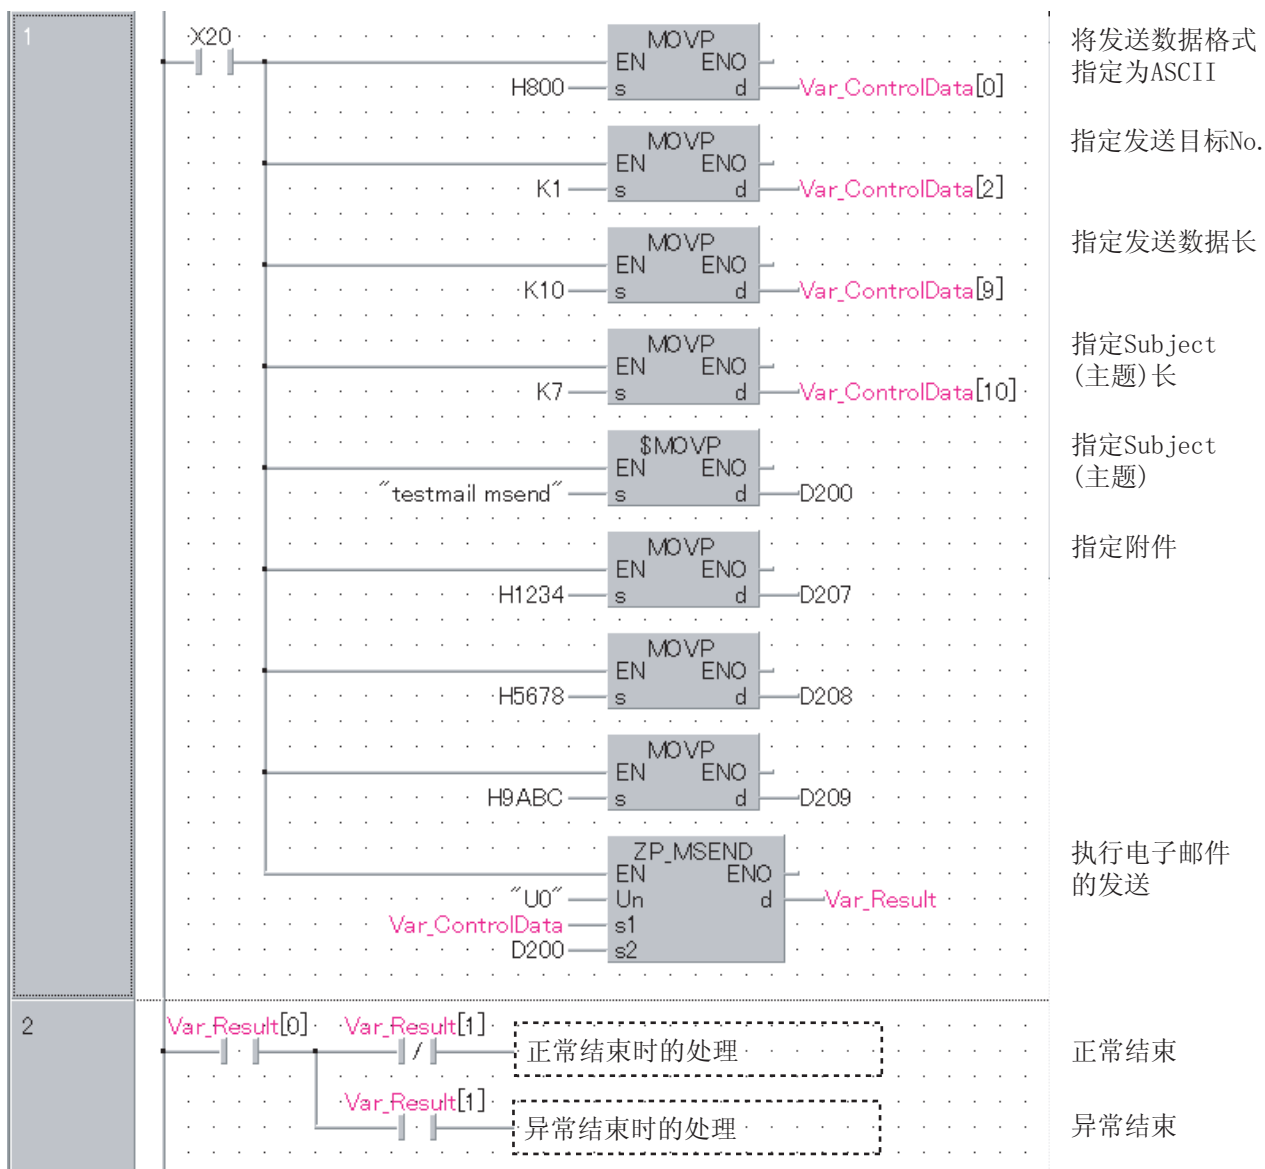 1
X20
MOVP
EN ENO
H800 s d Var_ControlData[0]
将发送数据格式
指定为ASCII
MOVP
EN ENO
K1 s d Var_ControlData[2]
指定发送目标No.
MOVP
EN ENO
K10 s d Var_ControlData[9]
指定发送数据长
MOVP
EN ENO
K7 s d Var_ControlData[10]
指定Subject
(主题)长
$MOVP
EN ENO
"testmail msend" s d D200
指定Subject
(主题)
MOVP
EN ENO
H1234 s d D207
指定附件
MOVP
EN ENO
H5678 s d D208
MOVP
EN ENO
H9ABC s d D209
ZP_MSEND
EN ENO
"U0" Un d Var_Result
Var_ControlData s1
D200 s2
执行电子邮件
的发送
2
Var_Result[0] Var_Result[1]
正常结束时的处理 正常结束
Var_Result[1]
异常结束时的处理 异常结束